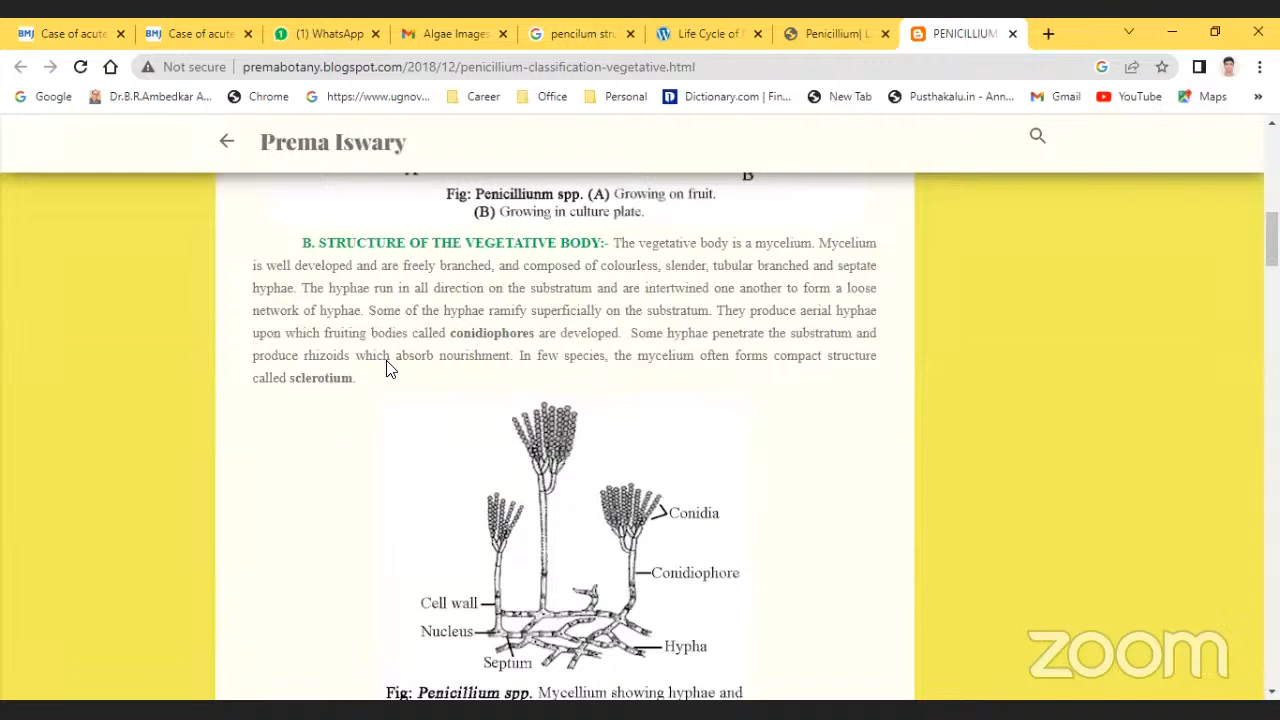 BMJ Case of acute
BMJ Case of acute
(1) WhatsApp
Algae Images
pencilum stru
Life Cycle of
Penicillium| L
PENICILLIUM
Not secure
premabotany.blogspot.com/2018/12/penicillium-classification-vegetative.html
Google
Dr.B.R.Ambedkar A...
Chrome
https://www.ugnov...
Career
Office
Personal
Dictionary.com | Fin...
New Tab
Pusthakalu.in - Ann...
Gmail
YouTube
Maps
»
Prema Iswary
B
Fig: Penicilliunm spp. (A) Growing on fruit.
(B) Growing in culture plate.
B. STRUCTURE OF THE VEGETATIVE BODY:- The vegetative body is a mycelium. Mycelium
is well developed and are freely branched, and composed of colourless, slender, tubular branched and septate
hyphae. The hyphae run in all direction on the substratum and are intertwined one another to form a loose
network of hyphae. Some of the hyphae ramify superficially on the substratum. They produce aerial hyphae
upon which fruiting bodies called conidiophores are developed. Some hyphae penetrate the substratum and
produce rhizoids which absorb nourishment. In few species, the mycelium often forms compact structure
called sclerotium.
Conidia
Conidiophore
Cell wall
Nucleus
Hypha
Septum
Fig: Penicillium spp. Mycellium showing hyphae and
zoom